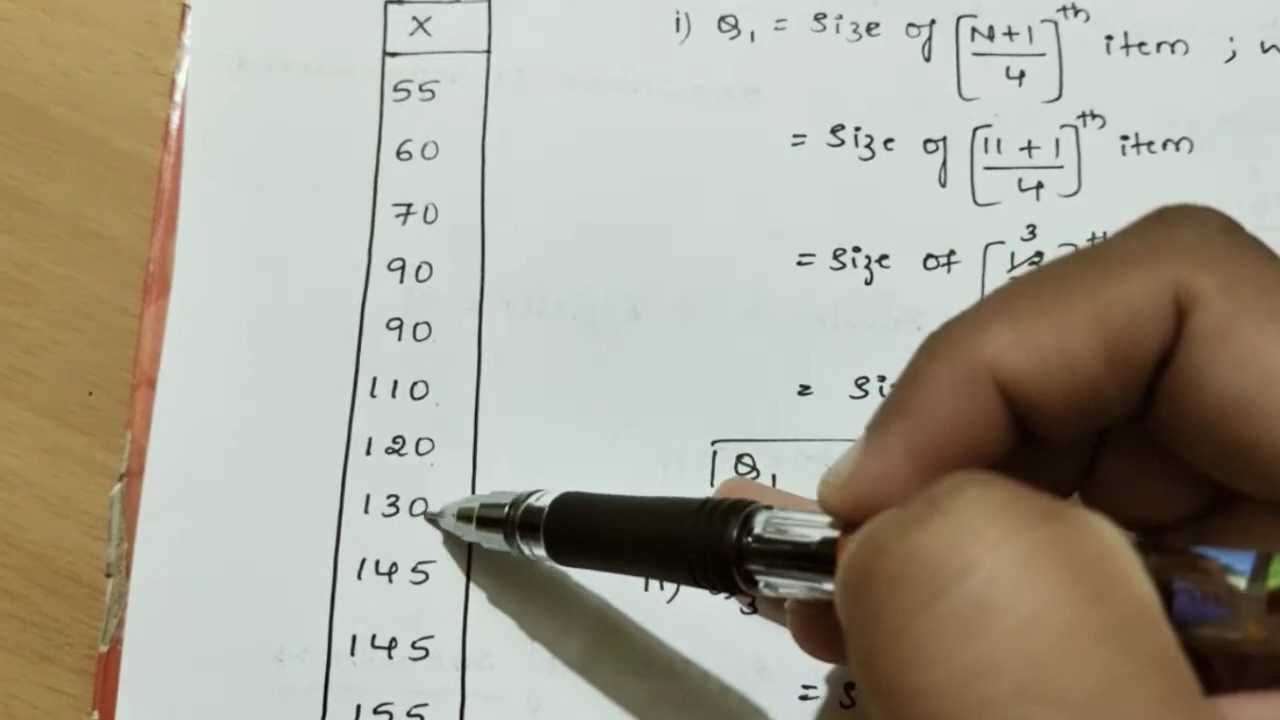 X
55
60
70
90
90
110
120
130
145
145
155
i) Q₁ = Size of [N+1/4]ᵗʰ item ;
= Size of [11+1/4]ᵗʰ item
= Size of [
=
Q₁
= S